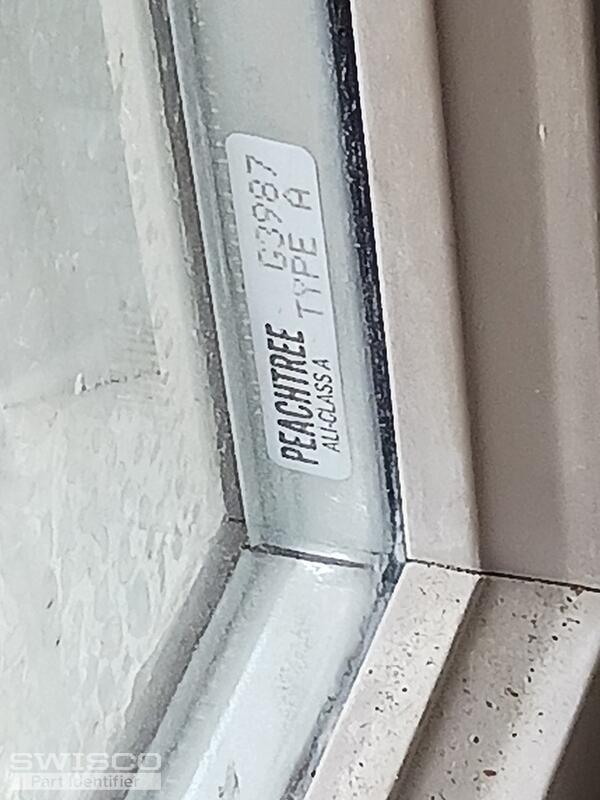 PEACHTREE G3987
ALI-CLASS A TYPE A
SWISCO
Part Identifier